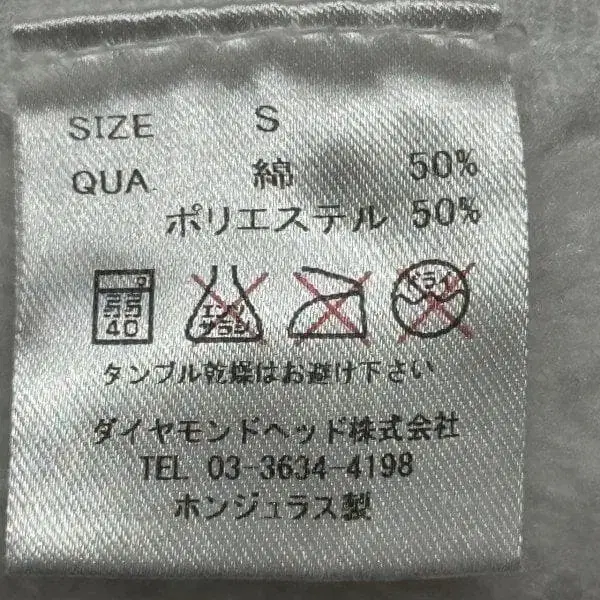 SIZE S
QUA. 綿 50%
ポリエステル 50%
弱 40 エンソ サラシ ドライ
タンブル乾燥はお避け下さい
ダイヤモンドヘッド株式会社
TEL 03-3634-4198
ホンジュラス製